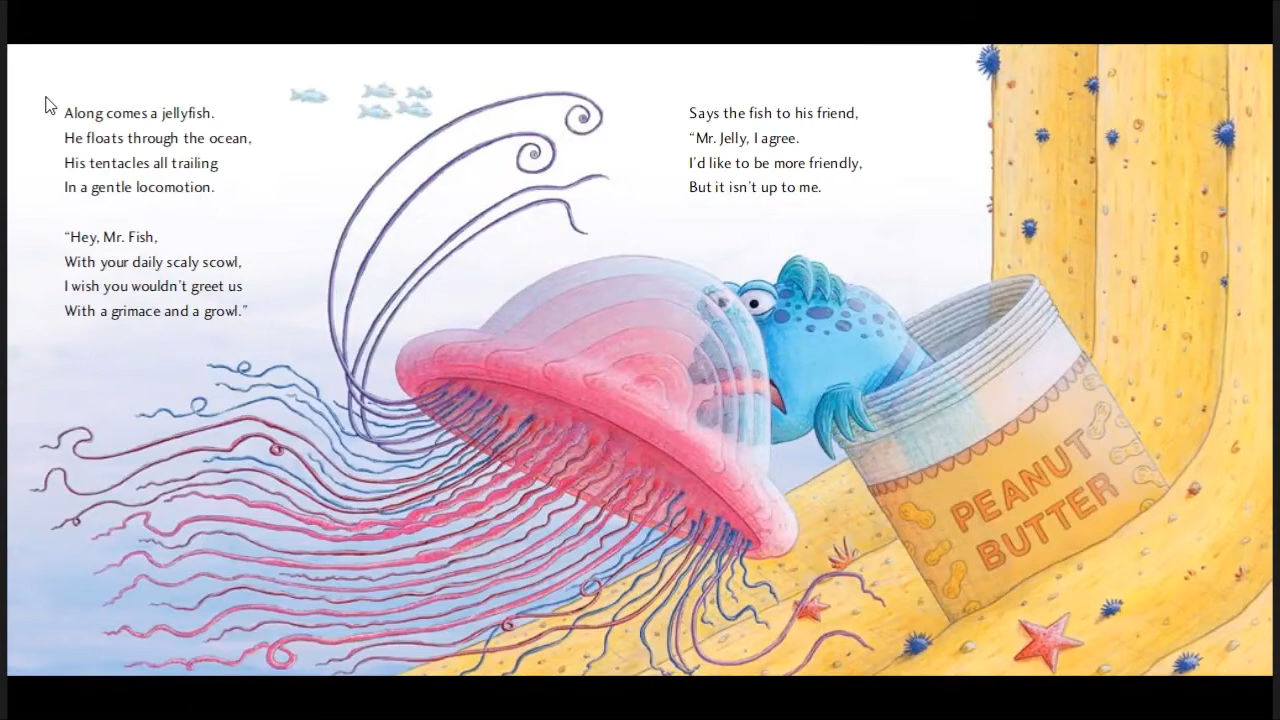 Along comes a jellyfish.
He floats through the ocean,
His tentacles all trailing
In a gentle locomotion.
“Hey, Mr. Fish,
With your daily scaly scowl,
I wish you wouldn’t greet us
With a grimace and a growl.”
Says the fish to his friend,
“Mr. Jelly, I agree.
I’d like to be more friendly,
But it isn’t up to me.
PEANUT
BUTTER